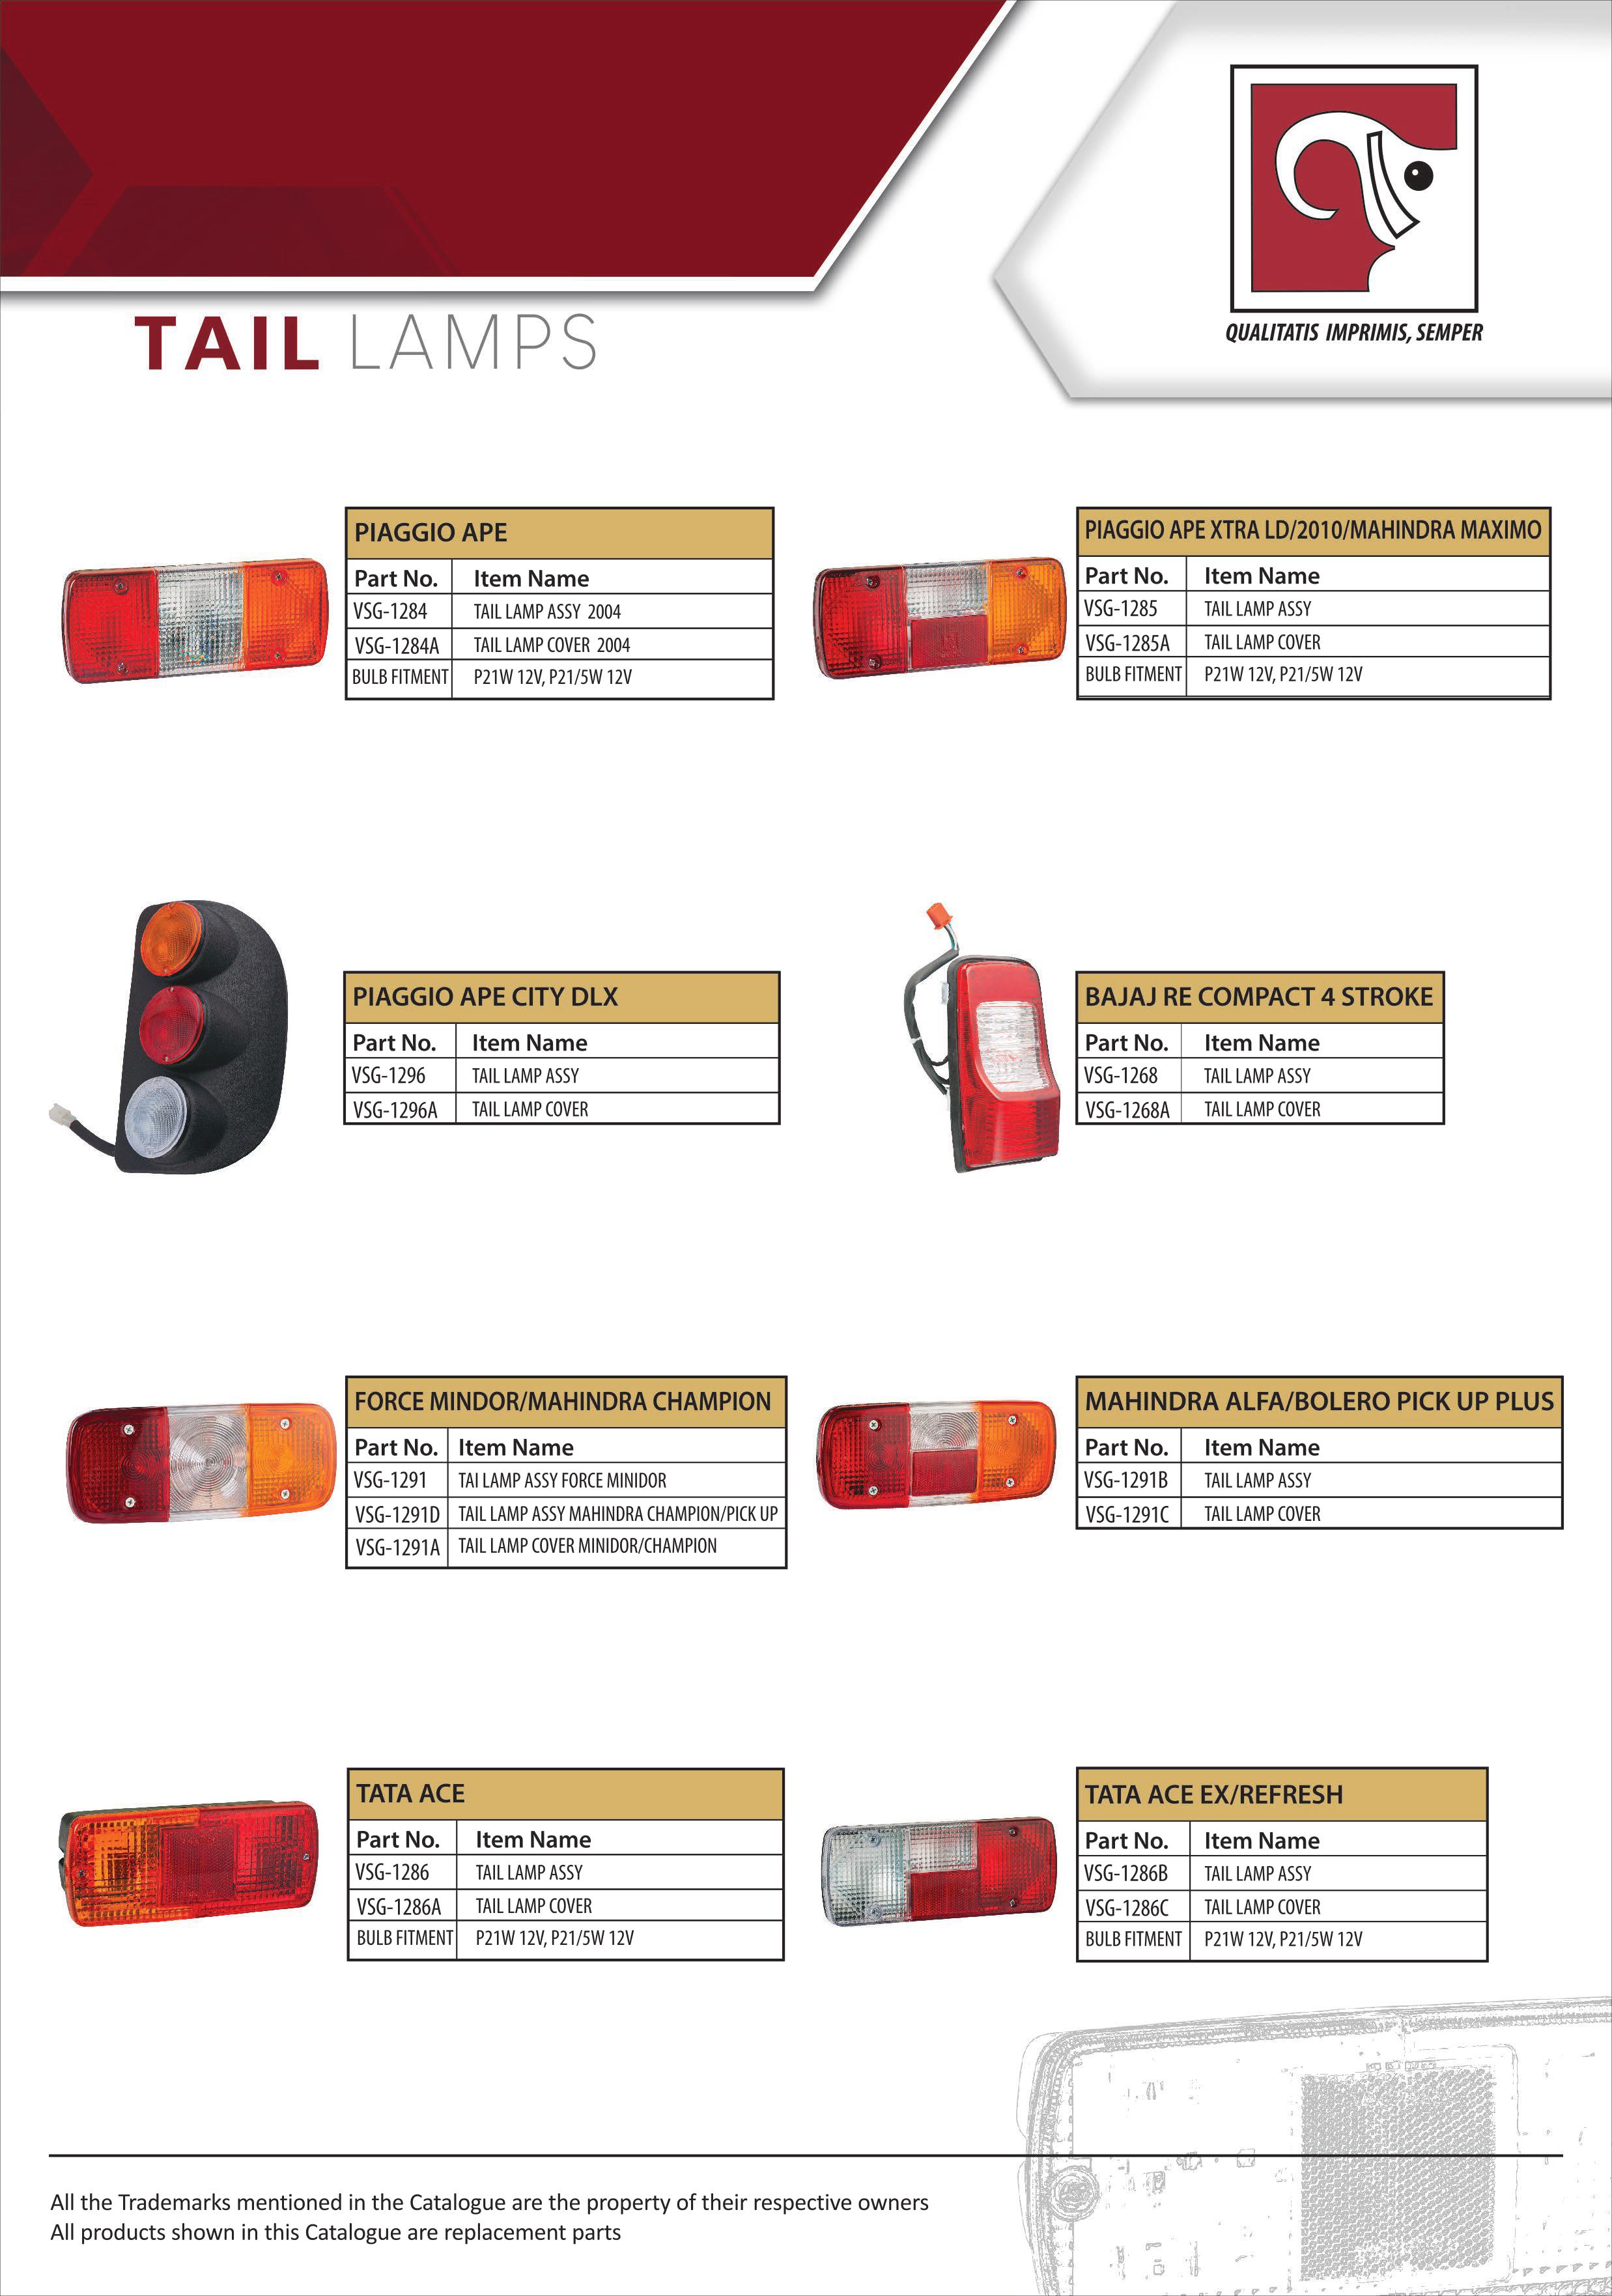 QUALITATIS IMPRIMIS, SEMPER
TAIL LAMPS
PIAGGIO APE
Part No. Item Name
VSG-1284 TAIL LAMP ASSY 2004
VSG-1284A TAIL LAMP COVER 2004
BULB FITMENT P21W 12V, P21/5W 12V
PIAGGIO APE XTRA LD/2010/MAHINDRA MAXIMO
Part No. Item Name
VSG-1285 TAIL LAMP ASSY
VSG-1285A TAIL LAMP COVER
BULB FITMENT P21W 12V, P21/5W 12V
PIAGGIO APE CITY DLX
Part No. Item Name
VSG-1296 TAIL LAMP ASSY
VSG-1296A TAIL LAMP COVER
BAJAJ RE COMPACT 4 STROKE
Part No. Item Name
VSG-1268 TAIL LAMP ASSY
VSG-1268A TAIL LAMP COVER
FORCE MINDOR/MAHINDRA CHAMPION
Part No. Item Name
VSG-1291 TAI LAMP ASSY FORCE MINIDOR
VSG-1291D TAIL LAMP ASSY MAHINDRA CHAMPION/PICK UP
VSG-1291A TAIL LAMP COVER MINIDOR/CHAMPION
MAHINDRA ALFA/BOLERO PICK UP PLUS
Part No. Item Name
VSG-1291B TAIL LAMP ASSY
VSG-1291C TAIL LAMP COVER
TATA ACE
Part No. Item Name
VSG-1286 TAIL LAMP ASSY
VSG-1286A TAIL LAMP COVER
BULB FITMENT P21W 12V, P21/5W 12V
TATA ACE EX/REFRESH
Part No. Item Name
VSG-1286B TAIL LAMP ASSY
VSG-1286C TAIL LAMP COVER
BULB FITMENT P21W 12V, P21/5W 12V
All the Trademarks mentioned in the Catalogue are the property of their respective owners
All products shown in this Catalogue are replacement parts